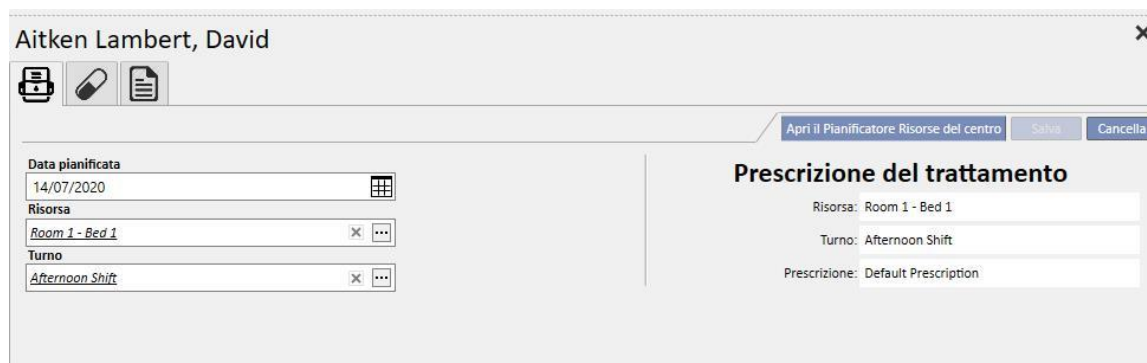 Aitken Lambert, David
Apri il Pianificatore Risorse del centro Salva Cancella
Data pianificata
14/07/2020
Risorsa
Room 1 - Bed 1
Turno
Afternoon Shift
Prescrizione del trattamento
Risorsa: Room 1 - Bed 1
Turno: Afternoon Shift
Prescrizione: Default Prescription